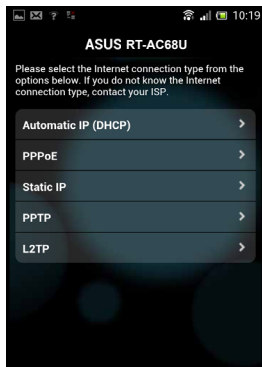 10:19
ASUS RT-AC68U
Please select the Internet connection type from the
options below. If you do not know the Internet
connection type, contact your ISP.
Automatic IP (DHCP)
PPPoE
Static IP
PPTP
L2TP